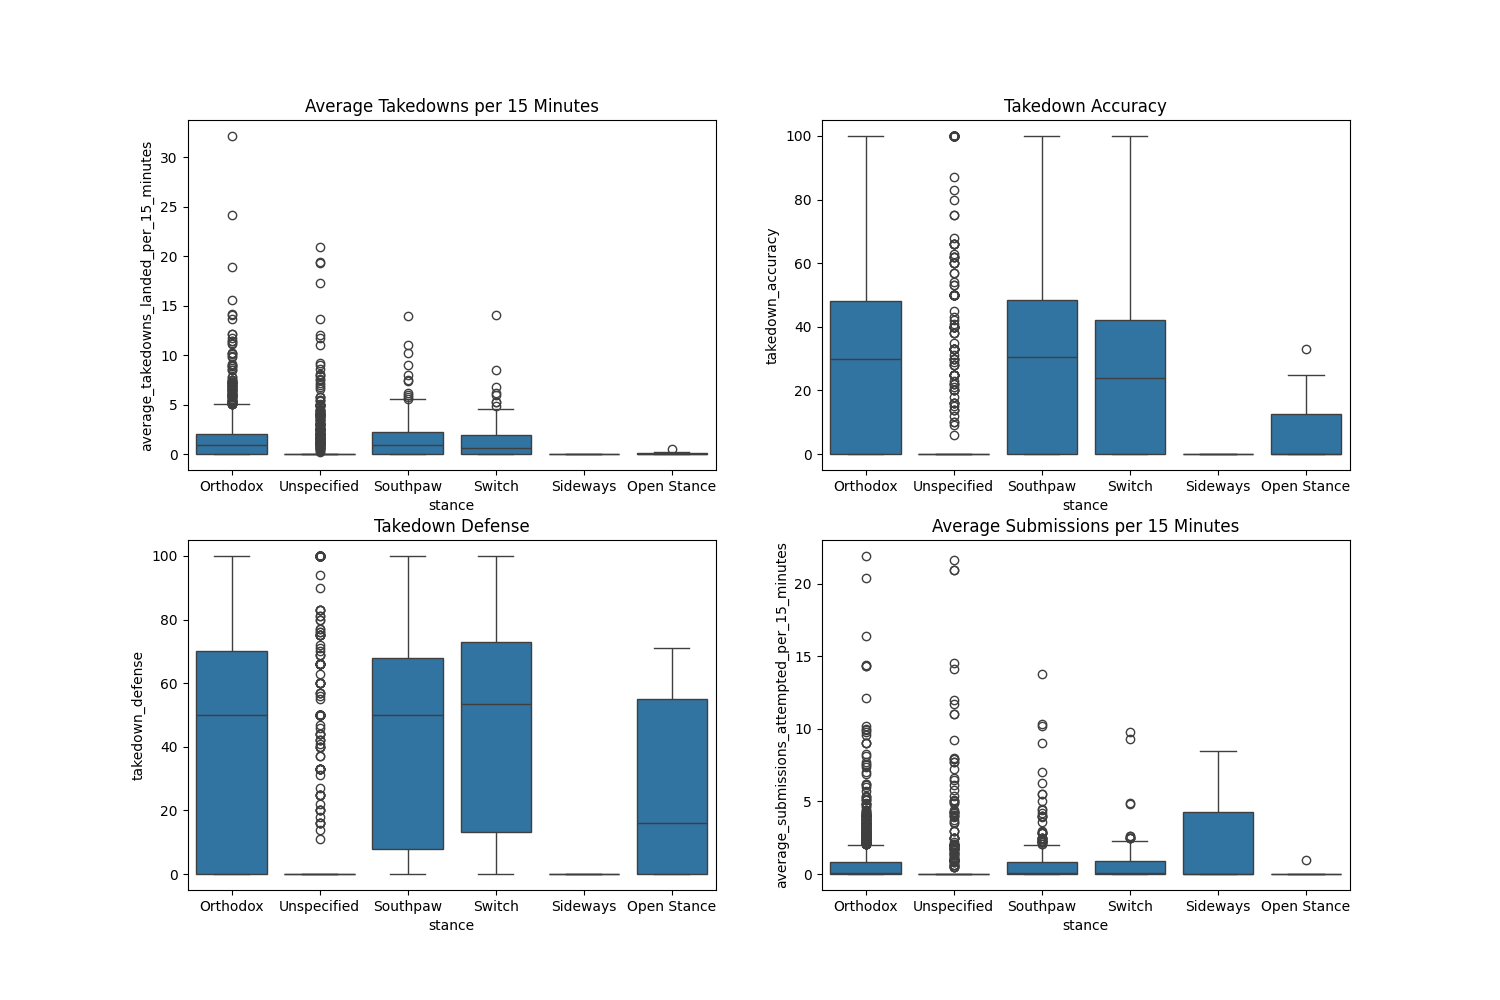 Average Takedowns per 15 Minutes
average_takedowns_landed_per_15_minutes
30
25
20
15
10
5
0
Orthodox Unspecified Southpaw Switch Sideways Open Stance
stance
Takedown Accuracy
takedown_accuracy
100
80
60
40
20
0
Orthodox Unspecified Southpaw Switch Sideways Open Stance
stance
Takedown Defense
takedown_defense
100
80
60
40
20
0
Orthodox Unspecified Southpaw Switch Sideways Open Stance
stance
Average Submissions per 15 Minutes
average_submissions_attempted_per_15_minutes
20
15
10
5
0
Orthodox Unspecified Southpaw Switch Sideways Open Stance
stance